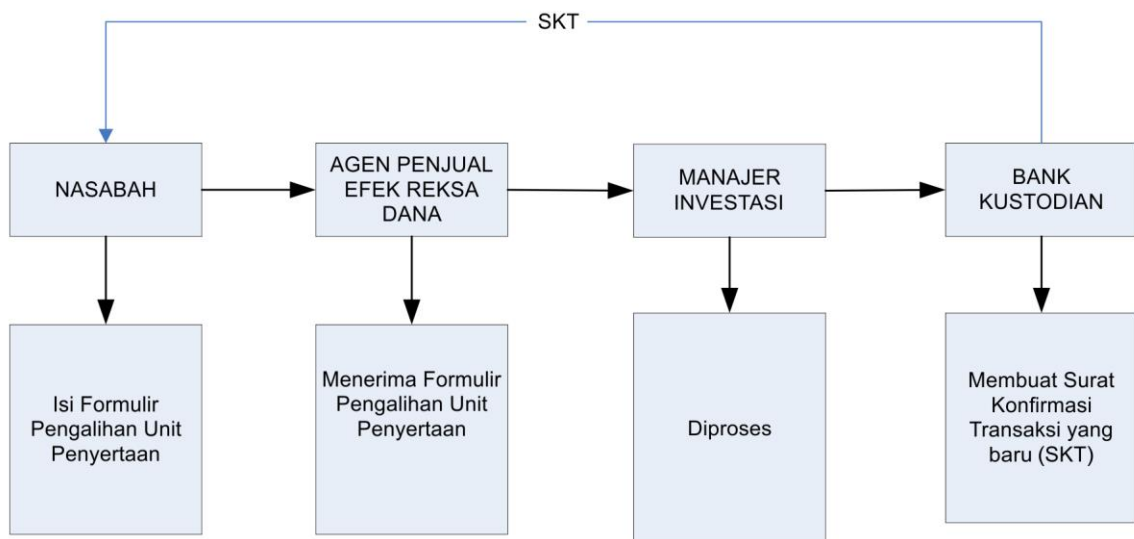 SKT
NASABAH
AGEN PENJUAL
EFEK REKSA
DANA
MANAJER
INVESTASI
BANK
KUSTODIAN
Isi Formulir
Pengalihan Unit
Penyertaan
Menerima Formulir
Pengalihan Unit
Penyertaan
Diproses
Membuat Surat
Konfirmasi
Transaksi yang
baru (SKT)